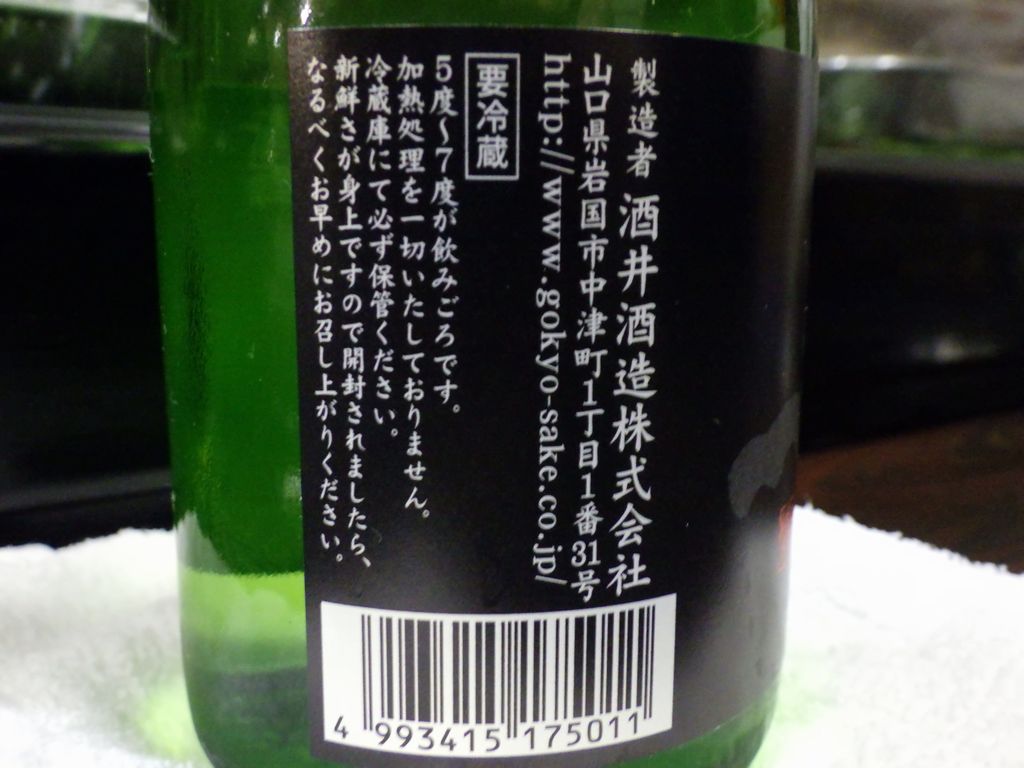 製造者 酒井酒造株式会社
山口県岩国市中津町1丁目1番31号
http://www.gokyo-sake.co.jp/
要冷蔵
5度~7度が飲みごろです。
加熱処理を一切いたしておりません。
冷蔵庫にて必ず保管ください。
新鮮さが身上ですので開封されましたら、
なるべくお早めにお召し上がりください。
4 993415 175011